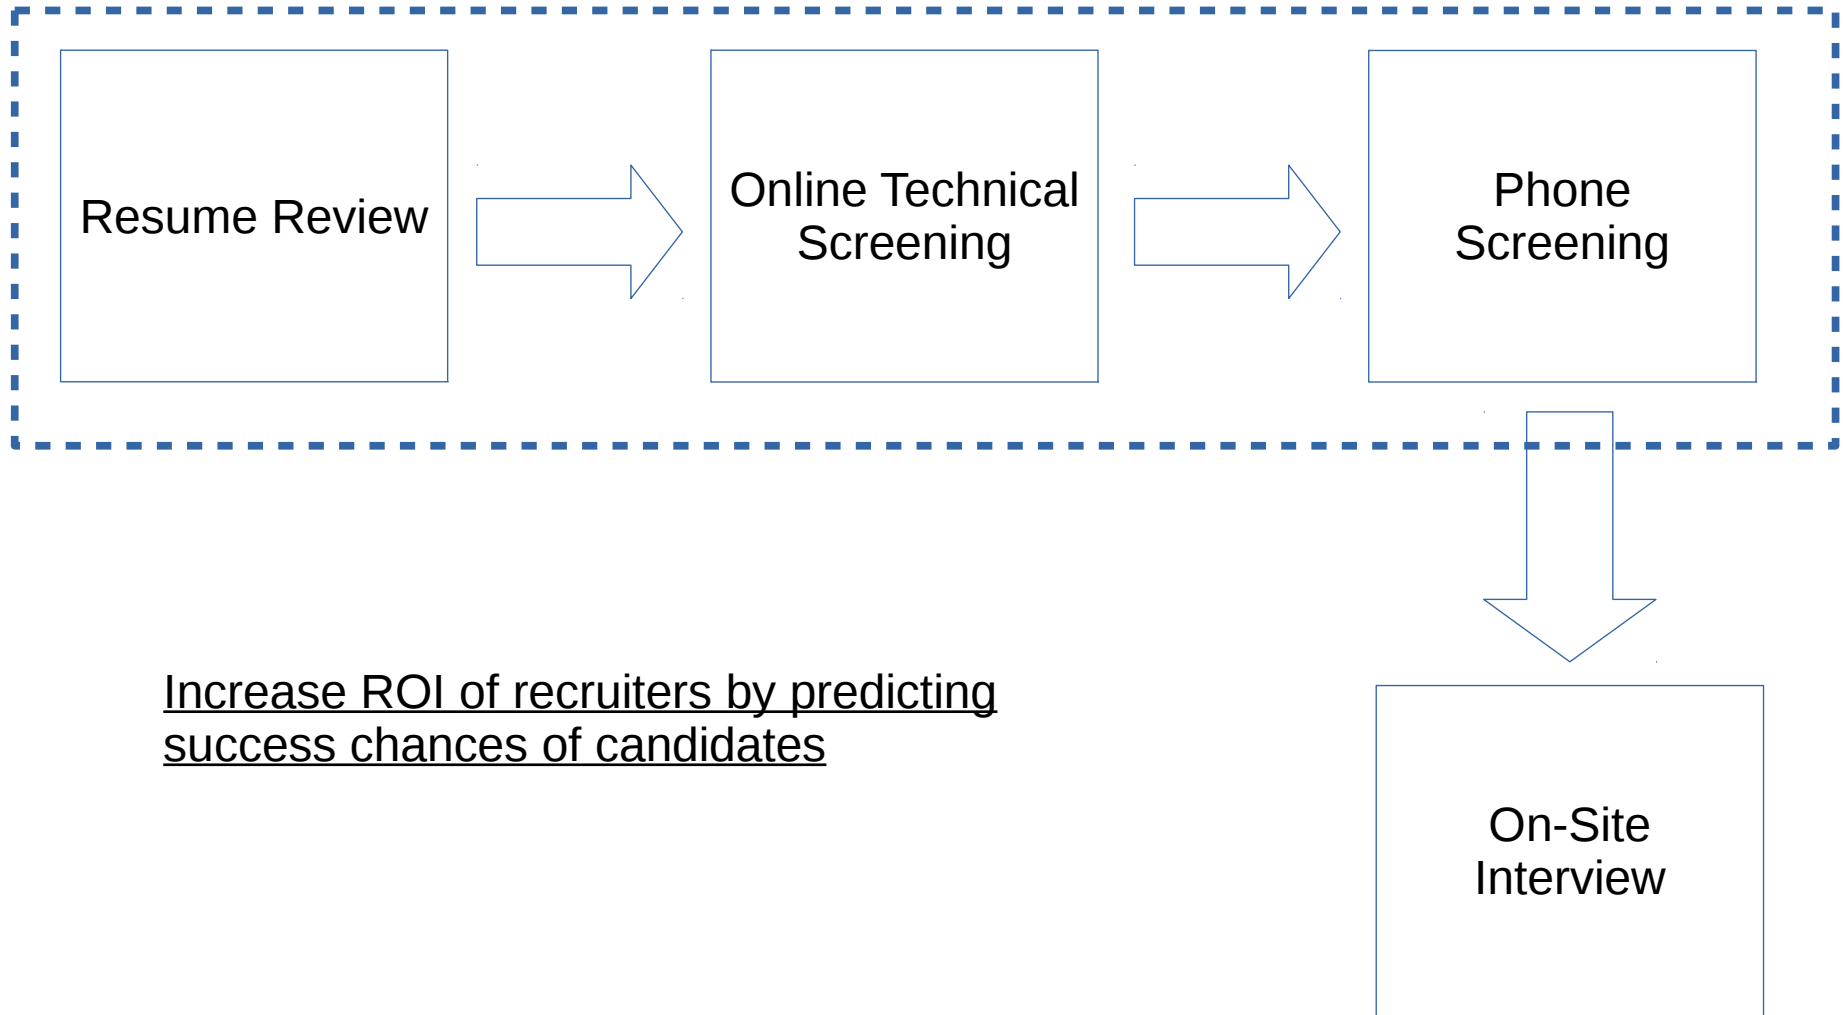 Resume Review
Online Technical
Screening
Phone
Screening
Increase ROI of recruiters by predicting
success chances of candidates
On-Site
Interview